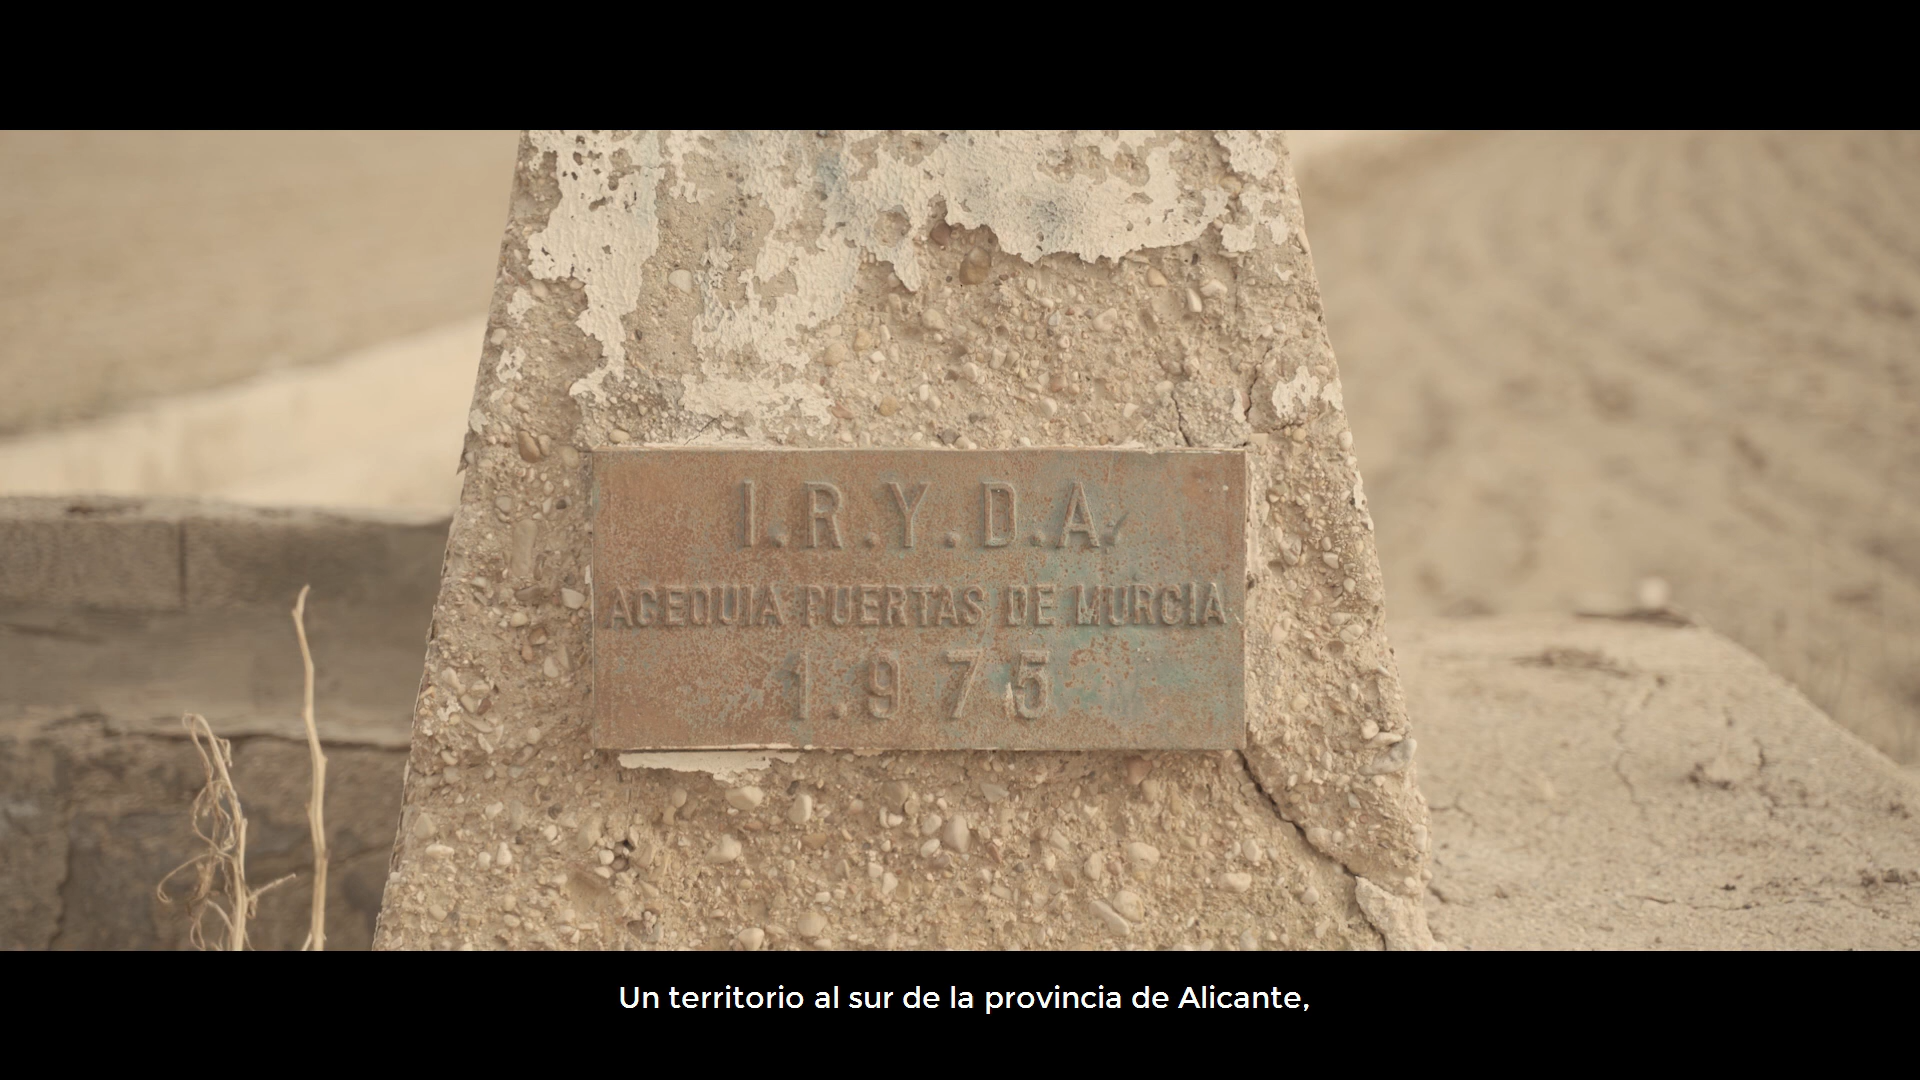 I.R.Y.D.A.
ACEQUIA PUERTAS DE MURCIA
1.975
Un territorio al sur de la provincia de Alicante,